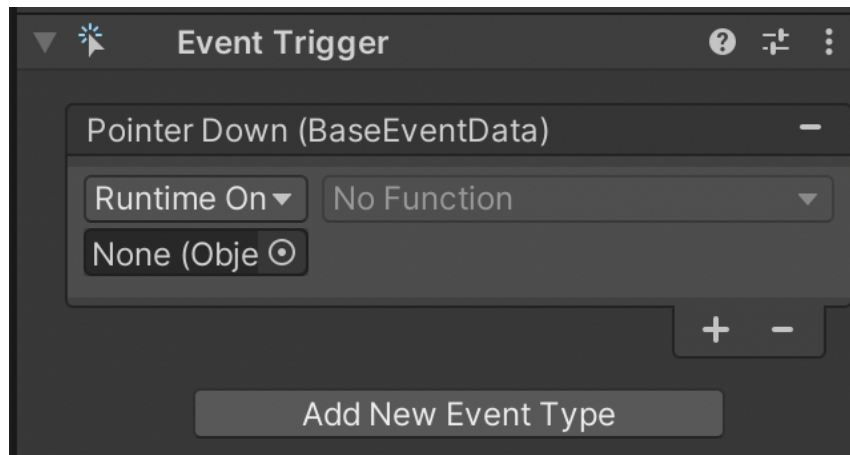 Event Trigger
Pointer Down (BaseEventData)
Runtime On No Function
None (Obje
Add New Event Type